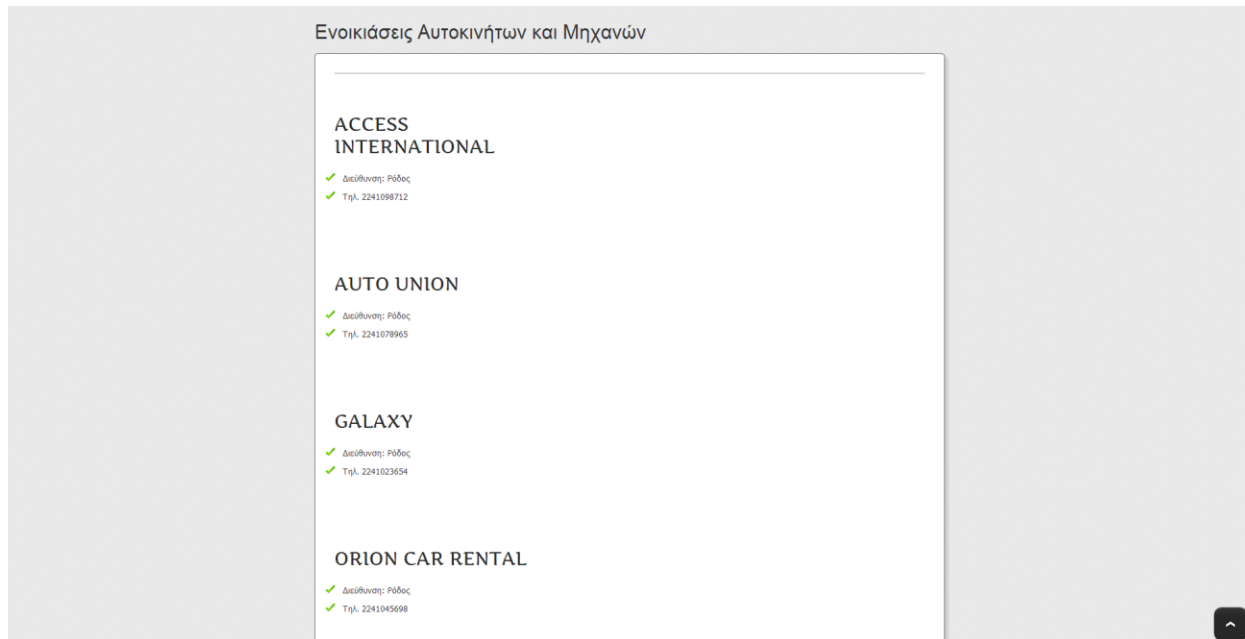 Ενοικιάσεις Αυτοκινήτων και Μηχανών
ACCESS
INTERNATIONAL
Διεύθυνση: Ρόδος
Τηλ. 2241098712
AUTO UNION
Διεύθυνση: Ρόδος
Τηλ. 2241078965
GALAXY
Διεύθυνση: Ρόδος
Τηλ. 2241023654
ORION CAR RENTAL
Διεύθυνση: Ρόδος
Τηλ. 2241045698